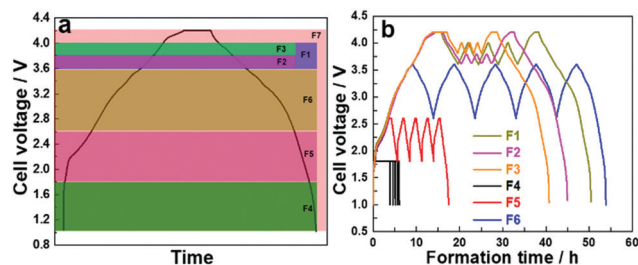 a
Cell voltage / V
4.4
4.0
3.6
3.2
2.8
2.4
2.0
1.6
1.2
0.8
F7
F3
F1
F2
F6
F5
F4
Time
b
Cell voltage / V
4.5
4.0
3.5
3.0
2.5
2.0
1.5
1.0
0.5
F1
F2
F3
F4
F5
F6
0 10 20 30 40 50 60
Formation time / h